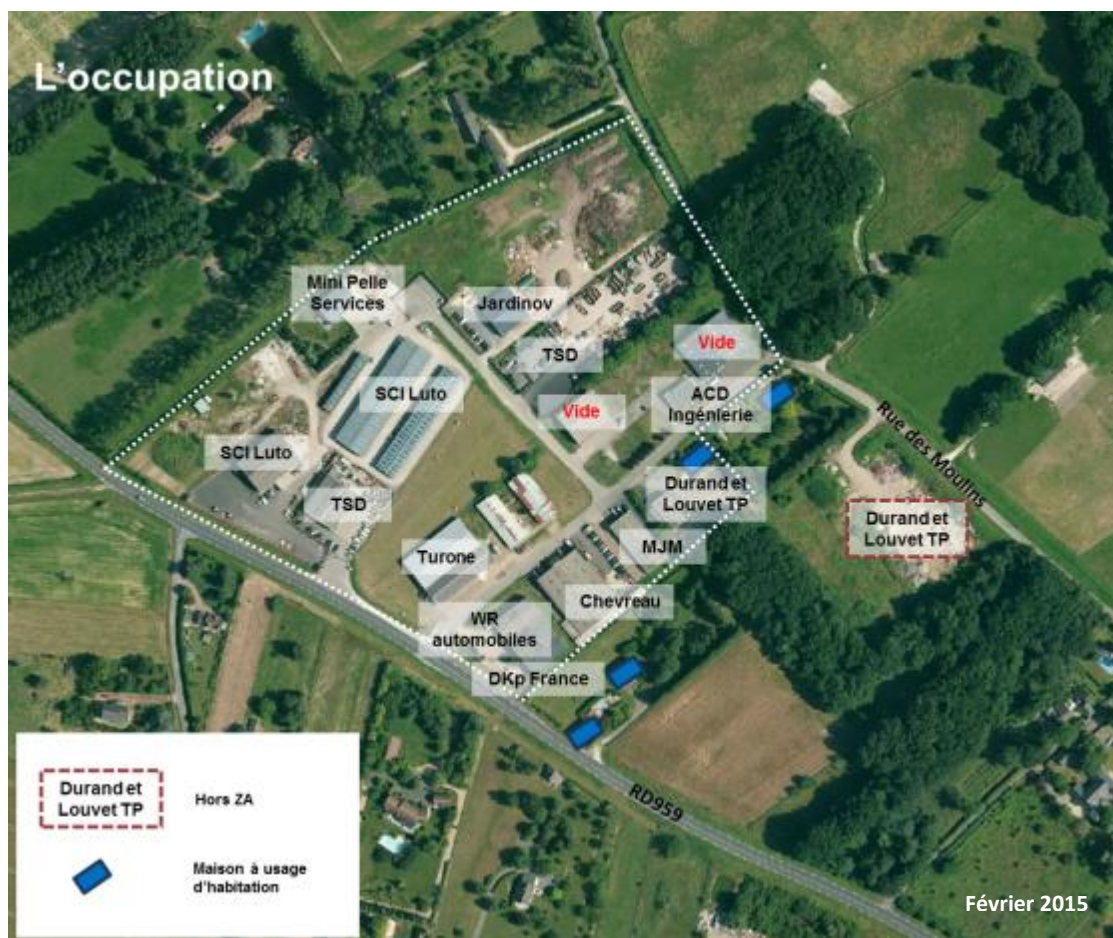 L'occupation
Mini Pelle
Services
Jardinov
TSD
Vide
SCI Luto
Vide
ACD
Ingénierie
SCI Luto
TSD
Durand et
Louvet TP
Rue des Moulins
Durand et
Louvet TP
Turone
MJM
Chevreau
WR
automobiles
DKp France
RD959
Durand et
Louvet TP
Hors ZA
Maison à usage
d'habitation
Février 2015